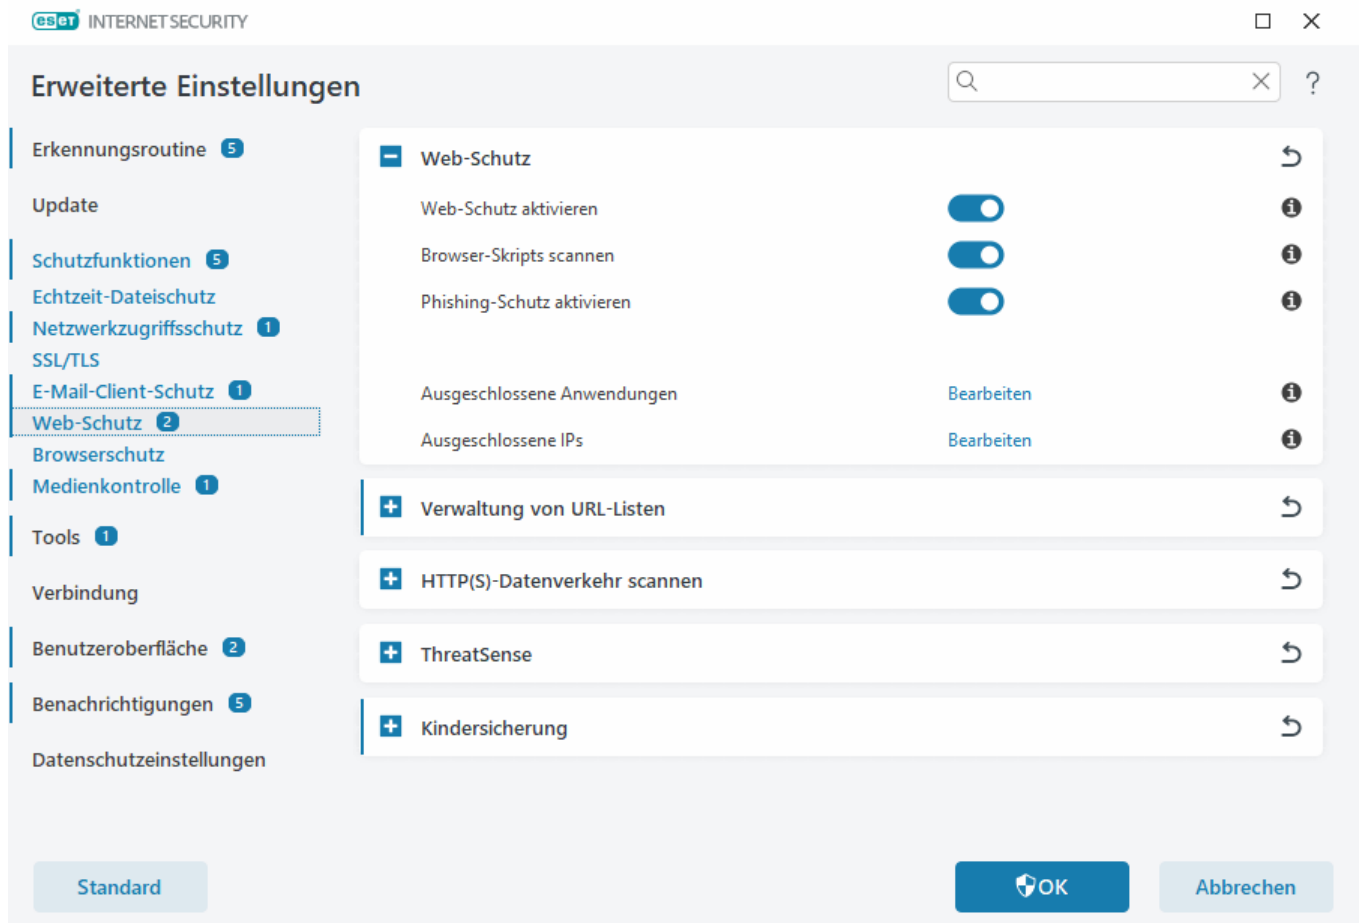 eset INTERNET SECURITY
Erweiterte Einstellungen
?
Erkennungsroutine 5
Update
Schutzfunktionen 5
Echtzeit-Dateischutz
Netzwerkzugriffsschutz 1
SSL/TLS
E-Mail-Client-Schutz 1
Web-Schutz 2
Browserschutz
Medienkontrolle 1
Tools 1
Verbindung
Benutzeroberfläche 2
Benachrichtigungen 5
Datenschutzeinstellungen
Web-Schutz
Web-Schutz aktivieren
Browser-Skripts scannen
Phishing-Schutz aktivieren
Ausgeschlossene Anwendungen Bearbeiten
Ausgeschlossene IPs Bearbeiten
Verwaltung von URL-Listen
HTTP(S)-Datenverkehr scannen
ThreatSense
Kindersicherung
Standard
OK
Abbrechen